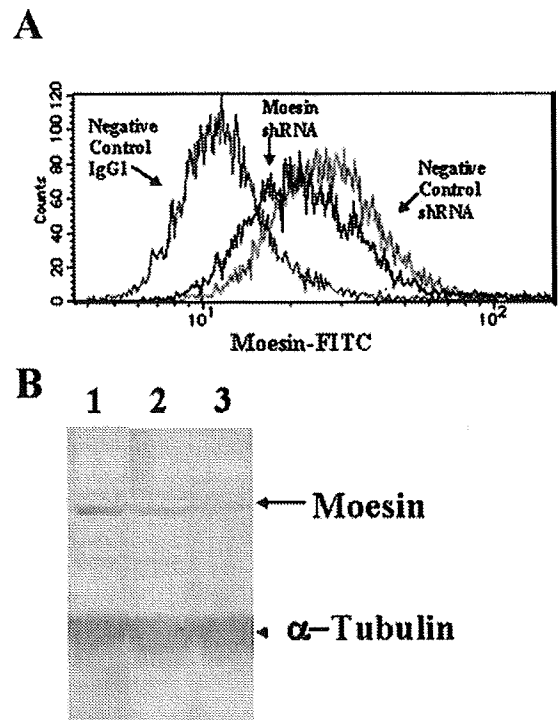 A
120
100
80
60
40
20
0
Counts
Negative
Control
IgG1
Moesin
shRNA
Negative
Control
shRNA
10¹
10²
Moesin-FITC
B
1 2 3
Moesin
α-Tubulin